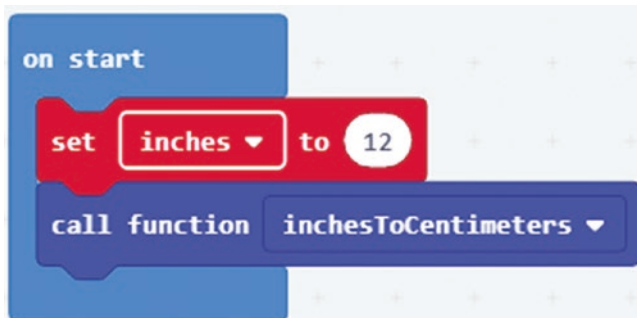 on start
set inches to 12
call function inchesToCentimeters